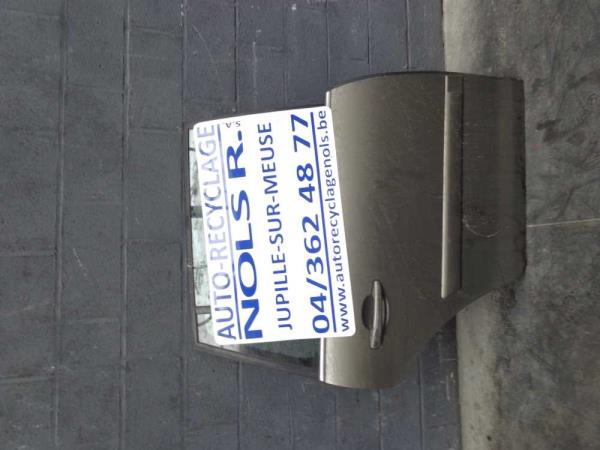 AUTO-RECYCLAGE
NOLS R. S.A.
JUPILLE-SUR-MEUSE
04/362 48 77
www.autorecyclagenols.be